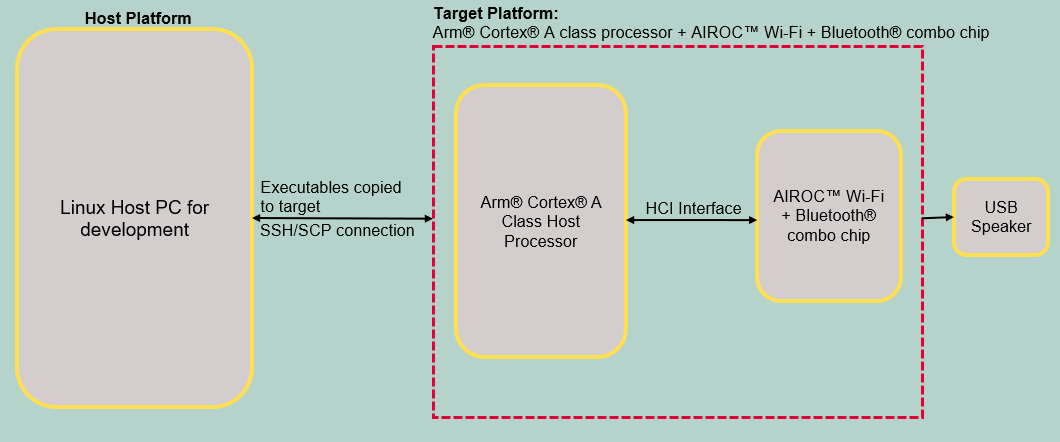 Host Platform
Target Platform:
Arm® Cortex® A class processor + AIROC™ Wi-Fi + Bluetooth® combo chip
Linux Host PC for
development
Executables copied
to target
SSH/SCP connection
Arm® Cortex® A
Class Host
Processor
HCI Interface
AIROC™ Wi-Fi
+ Bluetooth®
combo chip
USB
Speaker